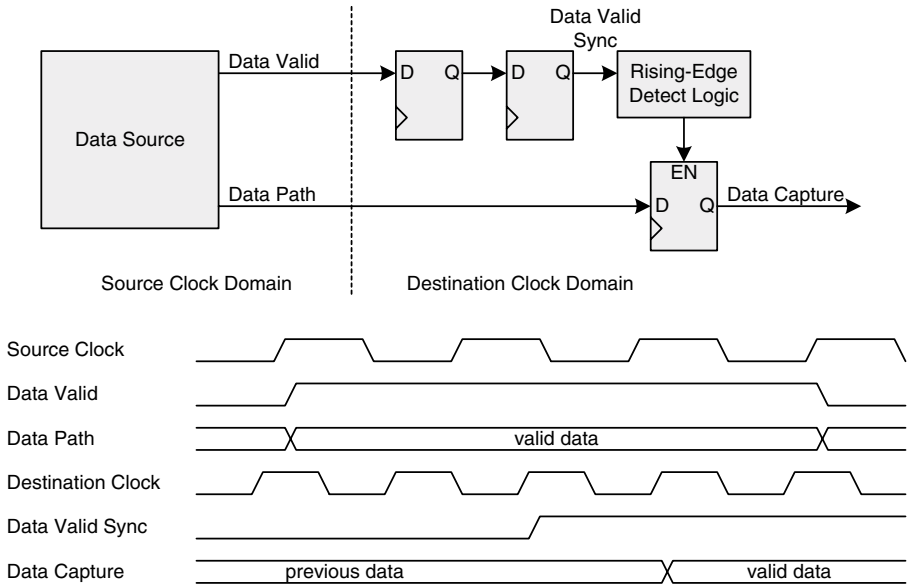 Data Valid
Sync
Data Valid
D Q
D Q
Rising-Edge
Detect Logic
Data Source
EN
Data Path
D Q
Data Capture
Source Clock Domain
Destination Clock Domain
Source Clock
Data Valid
Data Path
valid data
Destination Clock
Data Valid Sync
Data Capture
previous data
valid data